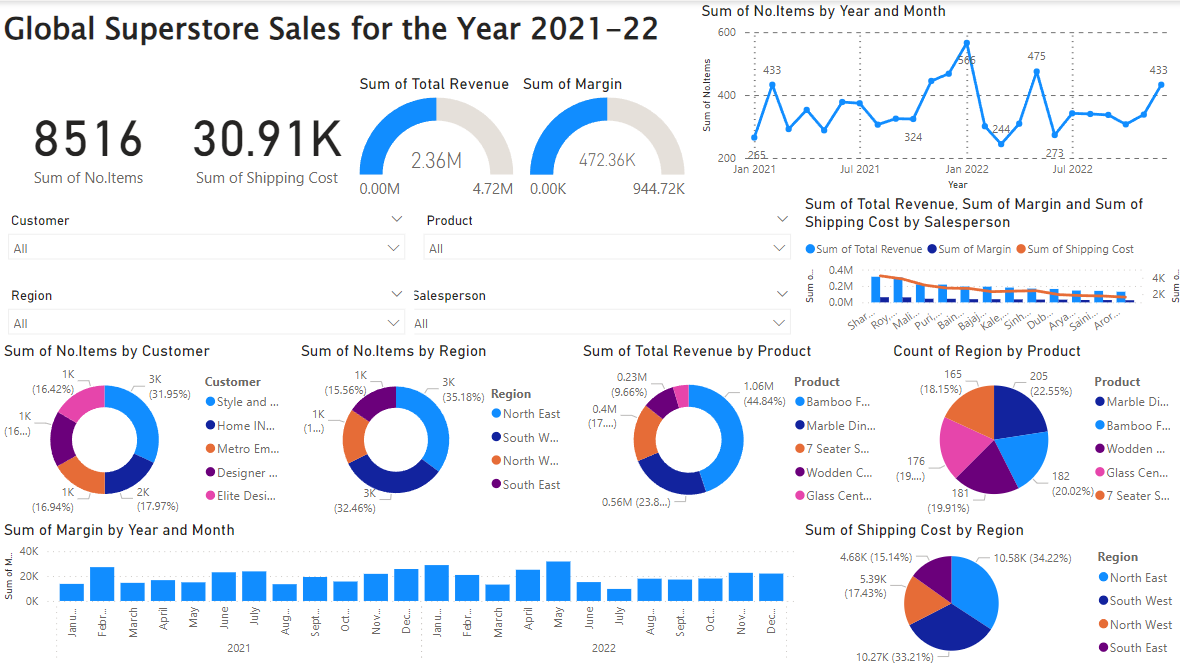 Global Superstore Sales for the Year 2021-22
8516
Sum of No.Items
30.91K
Sum of Shipping Cost
Sum of Total Revenue
2.36M
0.00M
4.72M
Sum of Margin
472.36K
0.00K
944.72K
Sum of No.Items by Year and Month
Sum of No.Items
600
400
200
265
433
324
566
244
475
273
433
Jan 2021
Jul 2021
Jan 2022
Jul 2022
Year
Customer
All
Product
All
Region
All
Salesperson
All
Sum of Total Revenue, Sum of Margin and Sum of
Shipping Cost by Salesperson
Sum of Total Revenue
Sum of Margin
Sum of Shipping Cost
Sum o...
0.4M
0.2M
0.0M
4K
2K
Sum o...
Shar...
Roy,...
Mali...
Puri,...
Bain...
Bajaj,...
Kale,...
Sinh...
Dub...
Arya...
Saini,...
Aror...
Sum of No.Items by Customer
3K
(31.95%)
2K
(17.97%)
1K
(16.94%)
1K
(16...)
1K
(16.42%)
Customer
Style and ...
Home IN...
Metro Em...
Designer ...
Elite Desi...
Sum of No.Items by Region
3K
(35.18%)
3K
(32.46%)
1K
(1...)
1K
(15.56%)
Region
North East
South W...
North W...
South East
Sum of Total Revenue by Product
1.06M
(44.84%)
0.56M (23.8...)
0.4M
(17....)
0.23M
(9.66%)
Product
Bamboo F...
Marble Din...
7 Seater S...
Wodden C...
Glass Cent...
Count of Region by Product
205
(22.55%)
182
(20.02%)
181
(19.91%)
176
(19....)
165
(18.15%)
Product
Marble Di...
Bamboo F...
Wodden ...
Glass Cen...
7 Seater S...
Sum of Margin by Year and Month
Sum of M...
40K
20K
0K
Janu...
Febr...
March
April
May
June
July
Aug...
Sept...
Oct...
Nov...
Dec...
Janu...
Febr...
March
April
May
June
July
Aug...
Sept...
Oct...
Nov...
Dec...
2021
2022
Sum of Shipping Cost by Region
10.58K (34.22%)
10.27K (33.21%)
5.39K
(17.43%)
4.68K (15.14%)
Region
North East
South West
North West
South East